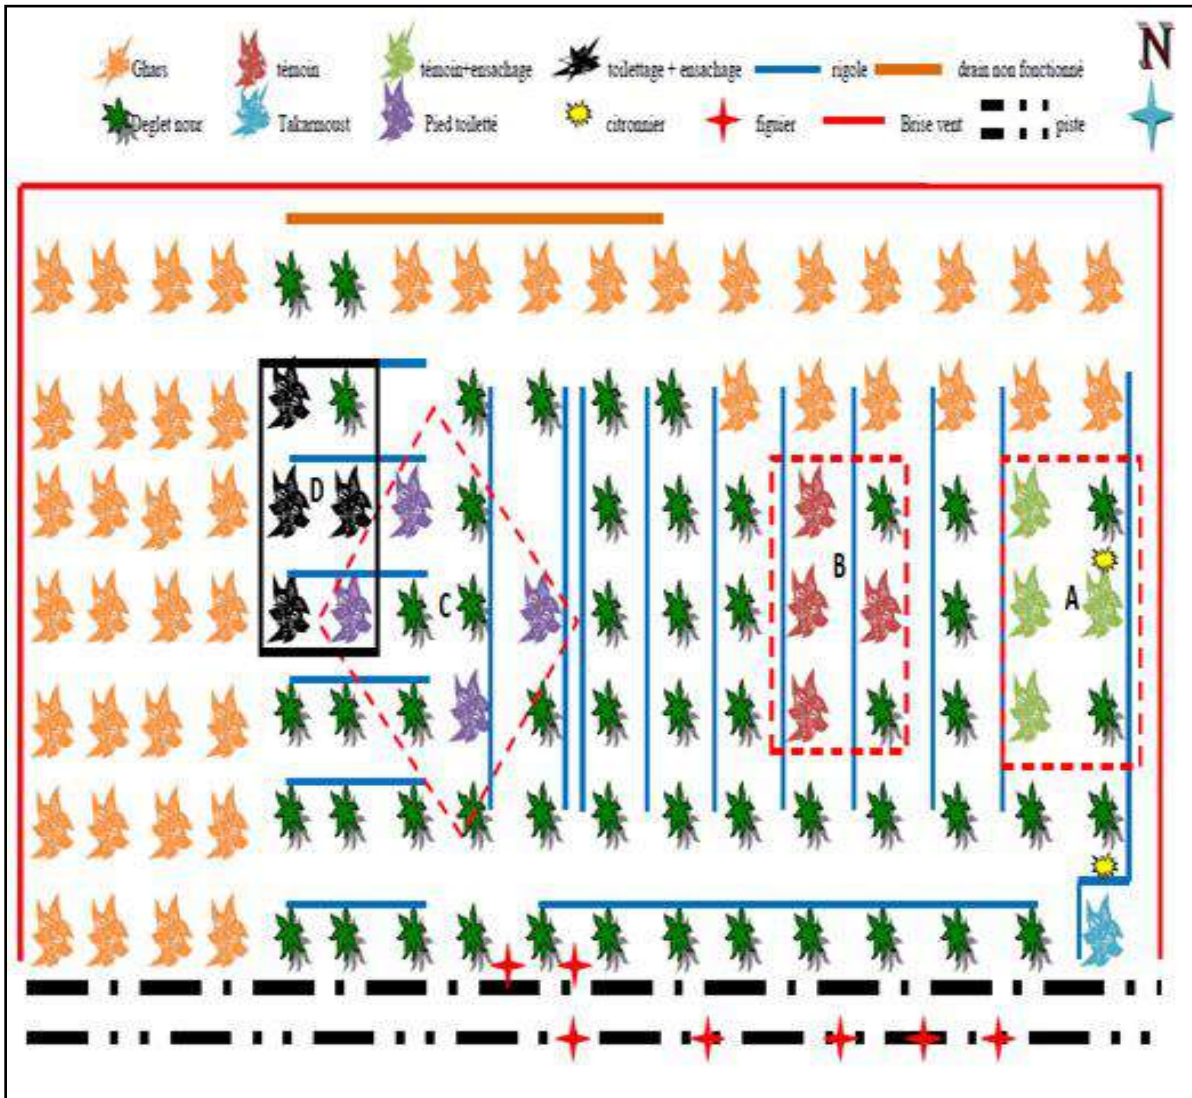 Ghars témoin témoin+ensachage toilettage + ensachage rigole drain non fonctionné N
Deglet nour Takarmoust Pied toiletté citronnier figuier Brise vent piste
D
B
C
A